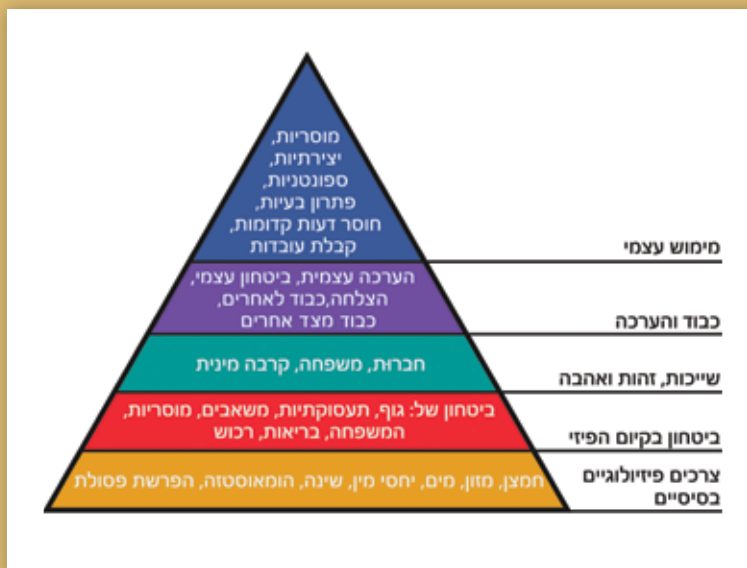 מוסריות,
יצירתיות,
ספונטניות,
פתרון בעיות,
חוסר דעות קדומות,
קבלת עובדות
מימוש עצמי
הערכה עצמית, ביטחון עצמי,
הצלחה,כבוד לאחרים,
כבוד מצד אחרים
כבוד והערכה
חברות, משפחה, קרבה מינית
שייכות, זהות ואהבה
ביטחון של: גוף, תעסוקתיות, משאבים, מוסריות,
המשפחה, בריאות, רכוש
ביטחון בקיום הפיזי
חמצן, מזון, מים, יחסי מין, שינה, הומאוסטזה, הפרשת פסולת
צרכים פיזיולוגיים
בסיסיים